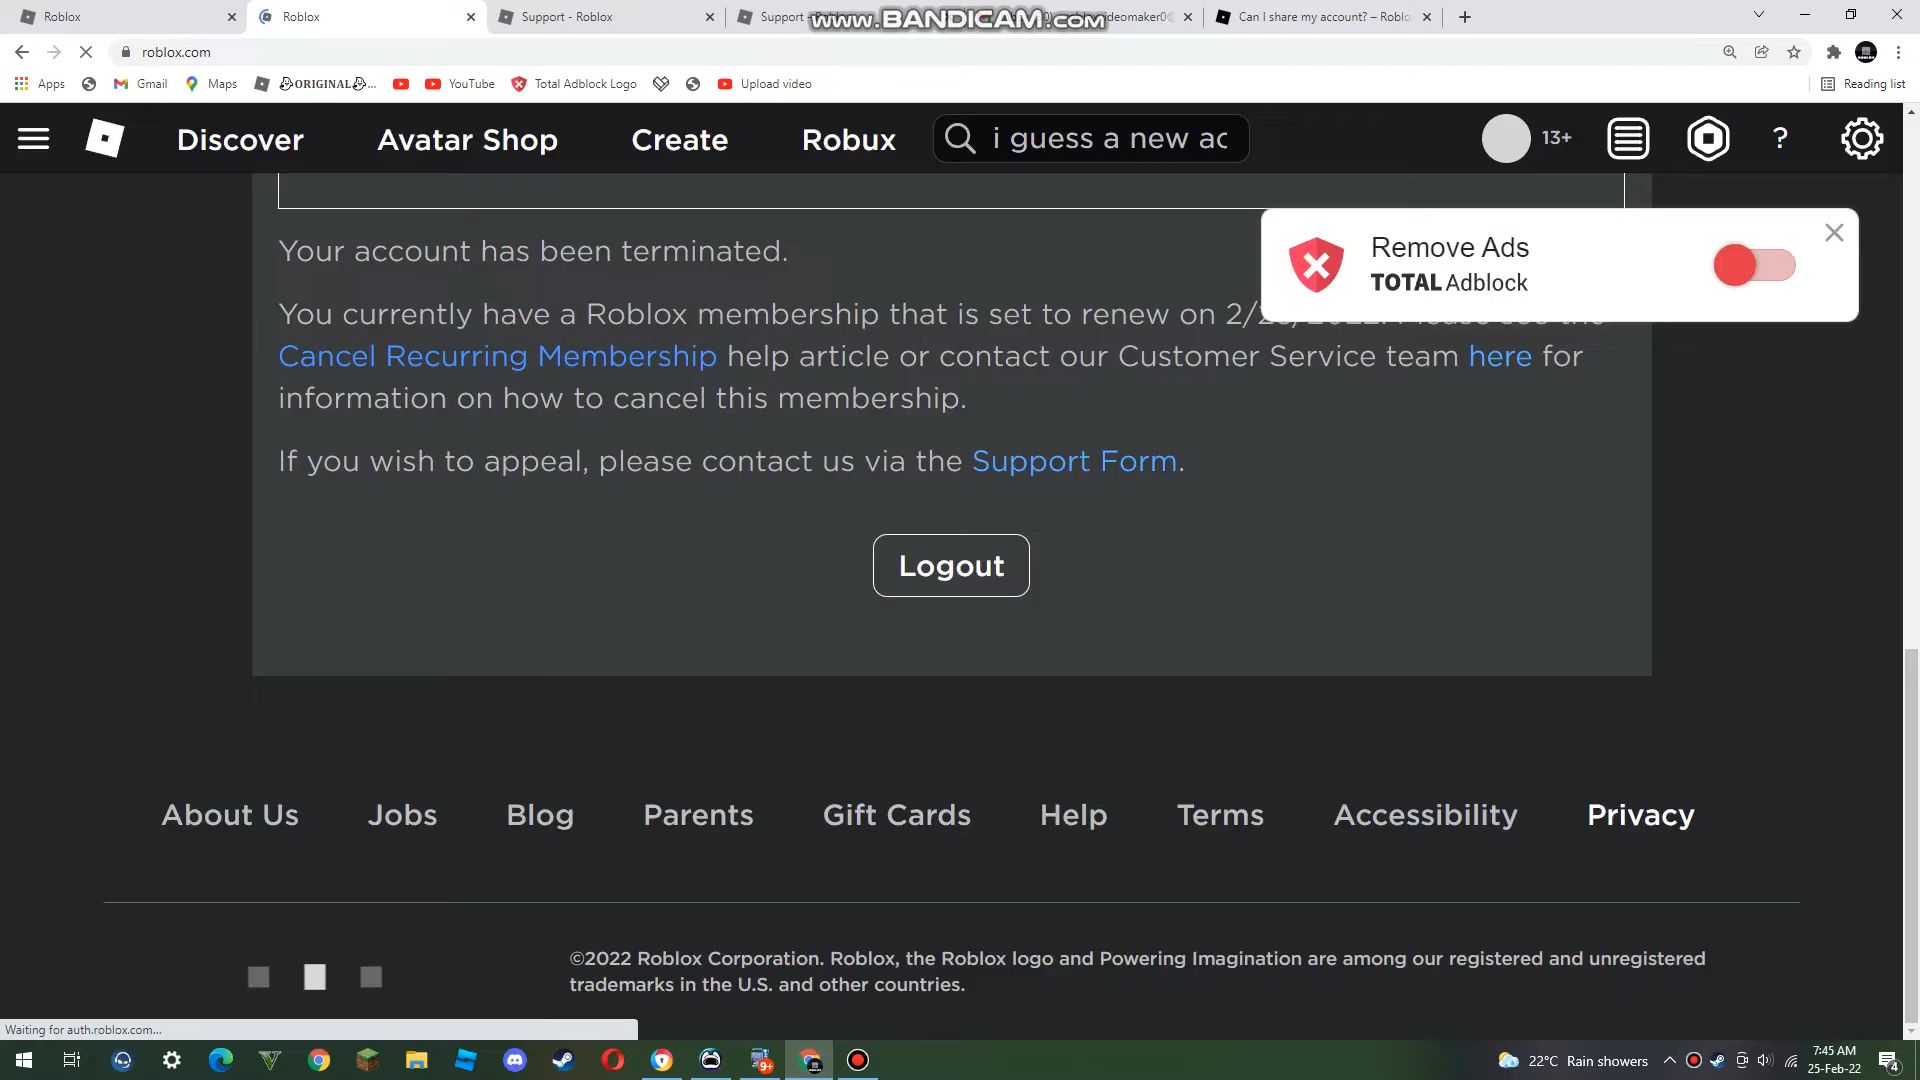 Roblox
Roblox
Support - Roblox
Support -
videomaker0@
Can I share my account? – Roblo
www.BANDICAM.com
roblox.com
Apps
Gmail
Maps
ORIGINAL ...
YouTube
Total Adblock Logo
Upload video
Reading list
Discover
Avatar Shop
Create
Robux
i guess a new ac
13+
?
Remove Ads
TOTAL Adblock
Your account has been terminated.
You currently have a Roblox membership that is set to renew on
Cancel Recurring Membership help article or contact our Customer Service team here for
information on how to cancel this membership.
If you wish to appeal, please contact us via the Support Form.
Logout
About Us
Jobs
Blog
Parents
Gift Cards
Help
Terms
Accessibility
Privacy
©2022 Roblox Corporation. Roblox, the Roblox logo and Powering Imagination are among our registered and unregistered
trademarks in the U.S. and other countries.
Waiting for auth.roblox.com...
9+
22°C Rain showers
7:45 AM
25-Feb-22
4